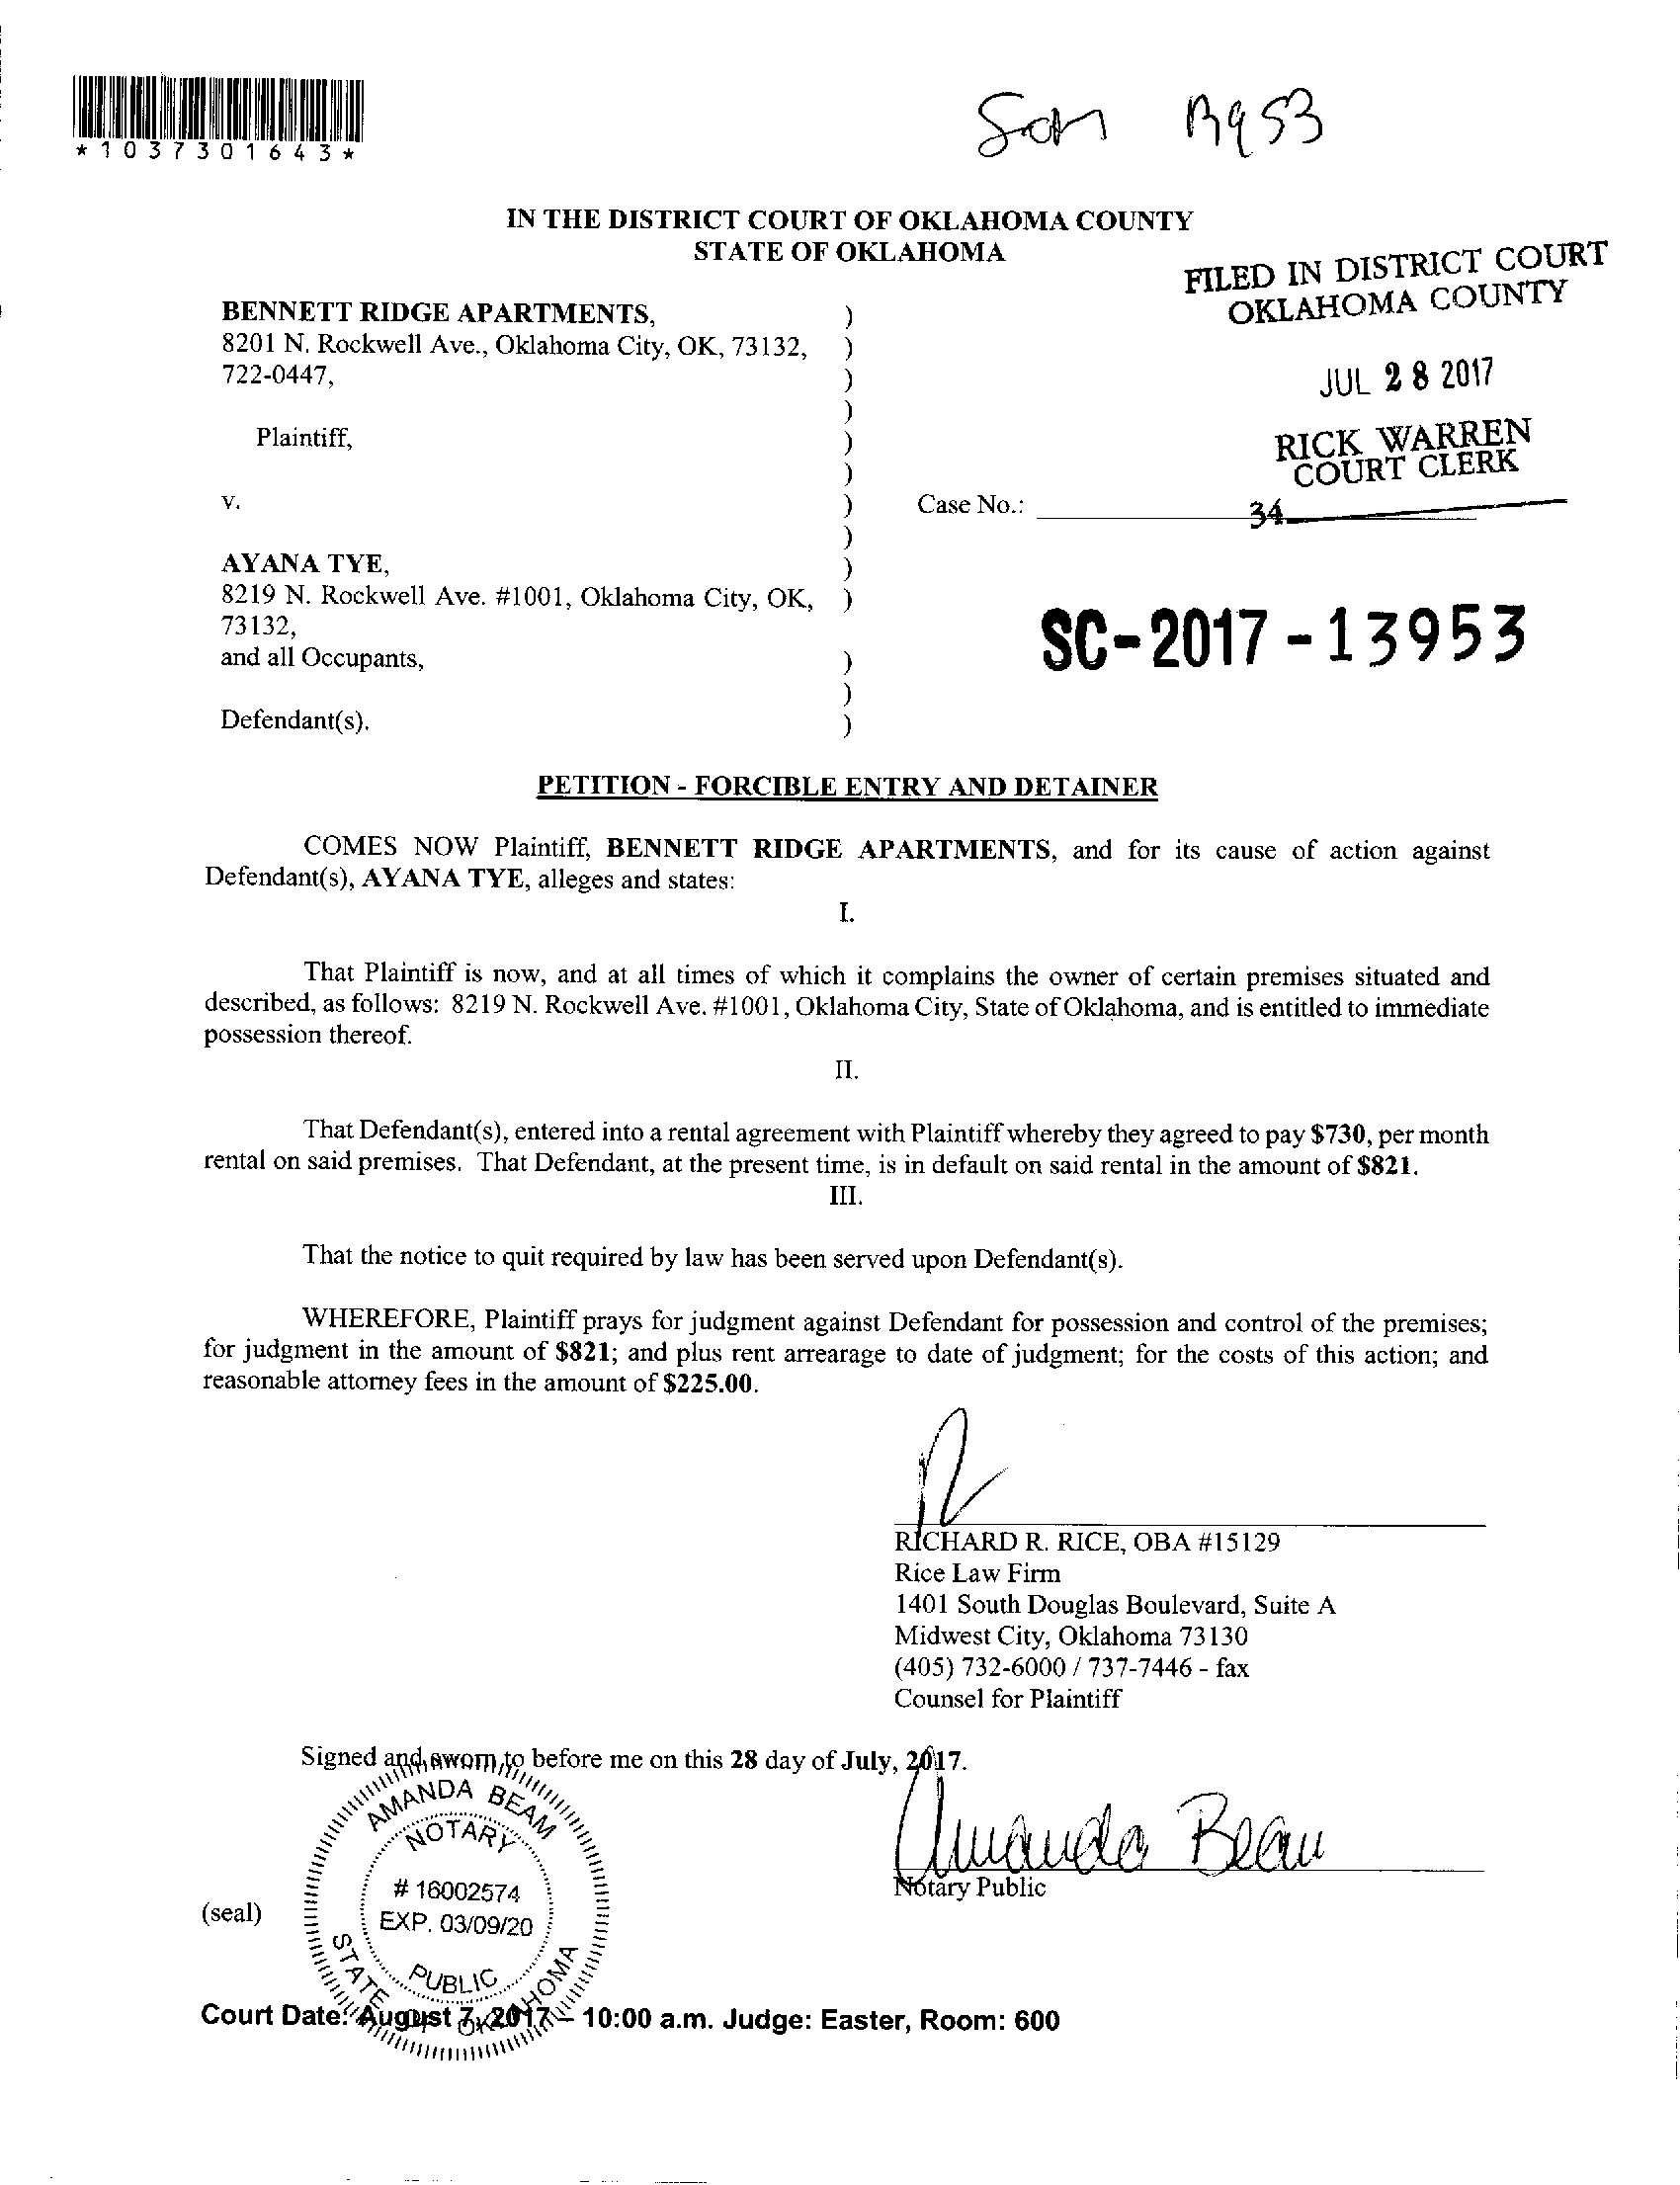 *1037301643*
13953
IN THE DISTRICT COURT OF OKLAHOMA COUNTY
STATE OF OKLAHOMA
FILED IN DISTRICT COURT
OKLAHOMA COUNTY
JUL 28 2017
RICK WARREN
COURT CLERK
34
BENNETT RIDGE APARTMENTS, )
8201 N. Rockwell Ave., Oklahoma City, OK, 73132, )
722-0447, )
)
Plaintiff, )
)
v. ) Case No.:
)
AYANA TYE, )
8219 N. Rockwell Ave. #1001, Oklahoma City, OK, )
73132,
and all Occupants, )
)
Defendant(s). )
SC-2017-13953
PETITION - FORCIBLE ENTRY AND DETAINER
COMES NOW Plaintiff, BENNETT RIDGE APARTMENTS, and for its cause of action against
Defendant(s), AYANA TYE, alleges and states:
I.
That Plaintiff is now, and at all times of which it complains the owner of certain premises situated and
described, as follows: 8219 N. Rockwell Ave. #1001, Oklahoma City, State of Oklahoma, and is entitled to immediate
possession thereof.
II.
That Defendant(s), entered into a rental agreement with Plaintiff whereby they agreed to pay $730, per month
rental on said premises. That Defendant, at the present time, is in default on said rental in the amount of $821.
III.
That the notice to quit required by law has been served upon Defendant(s).
WHEREFORE, Plaintiff prays for judgment against Defendant for possession and control of the premises;
for judgment in the amount of $821; and plus rent arrearage to date of judgment; for the costs of this action; and
reasonable attorney fees in the amount of $225.00.
RICHARD R. RICE, OBA #15129
Rice Law Firm
1401 South Douglas Boulevard, Suite A
Midwest City, Oklahoma 73130
(405) 732-6000 / 737-7446 - fax
Counsel for Plaintiff
Signed and sworn to before me on this 28 day of July, 2017.
Amanda Beam
Notary Public
(seal)
AMANDA BEAM
NOTARY
# 16002574
EXP. 03/09/20
PUBLIC
STATE OF OKLAHOMA
Court Date: August 7, 2017 – 10:00 a.m. Judge: Easter, Room: 600